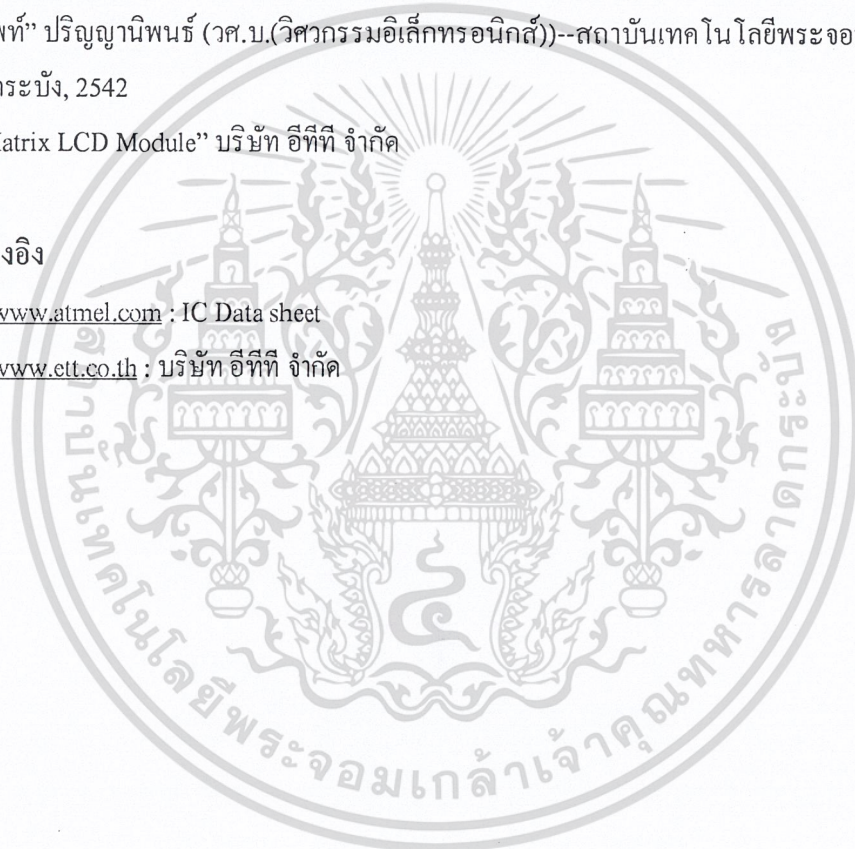 พท์” ปริญญานิพนธ์ (วศ.บ.(วิศวกรรมอิเล็กทรอนิกส์))--สถาบันเทคโนโลยีพระจอ
กระบัง, 2542
Matrix LCD Module” บริษัท อีทีที จำกัด
งอิง
www.atmel.com : IC Data sheet
www.ett.co.th : บริษัท อีทีที จำกัด
สถาบันเทคโนโลยีพระจอมเกล้าเจ้าคุณทหารลาดกระบัง